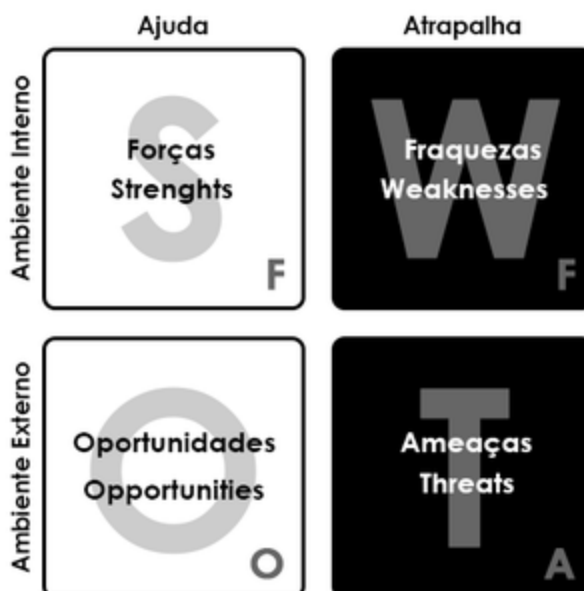 Ajuda
Atrapalha
Ambiente Interno
S
Forças
Strenghts
F
W
Fraquezas
Weaknesses
F
Ambiente Externo
O
Oportunidades
Opportunities
O
T
Ameaças
Threats
A